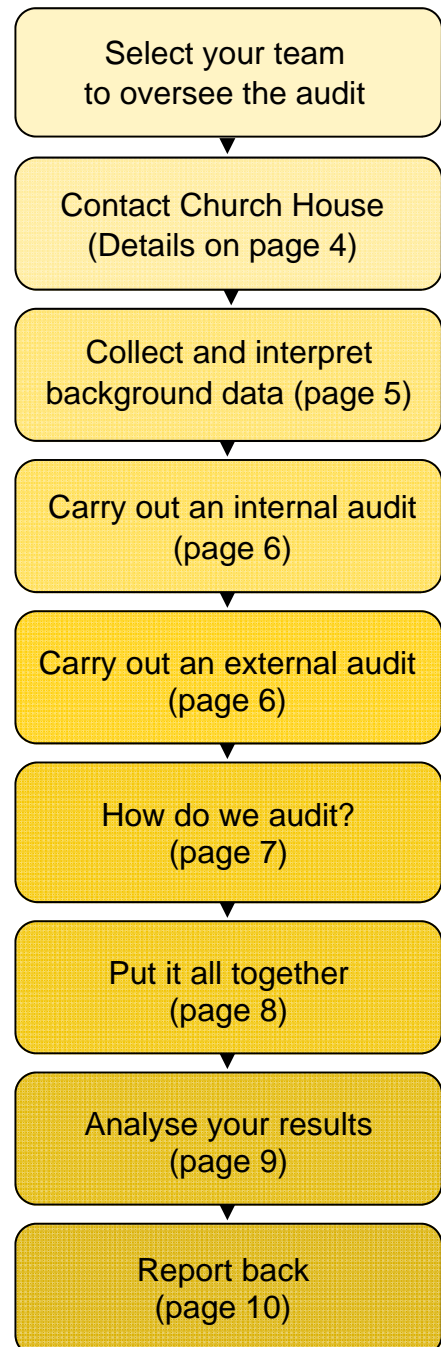 Select your team
to oversee the audit
Contact Church House
(Details on page 4)
Collect and interpret
background data (page 5)
Carry out an internal audit
(page 6)
Carry out an external audit
(page 6)
How do we audit?
(page 7)
Put it all together
(page 8)
Analyse your results
(page 9)
Report back
(page 10)